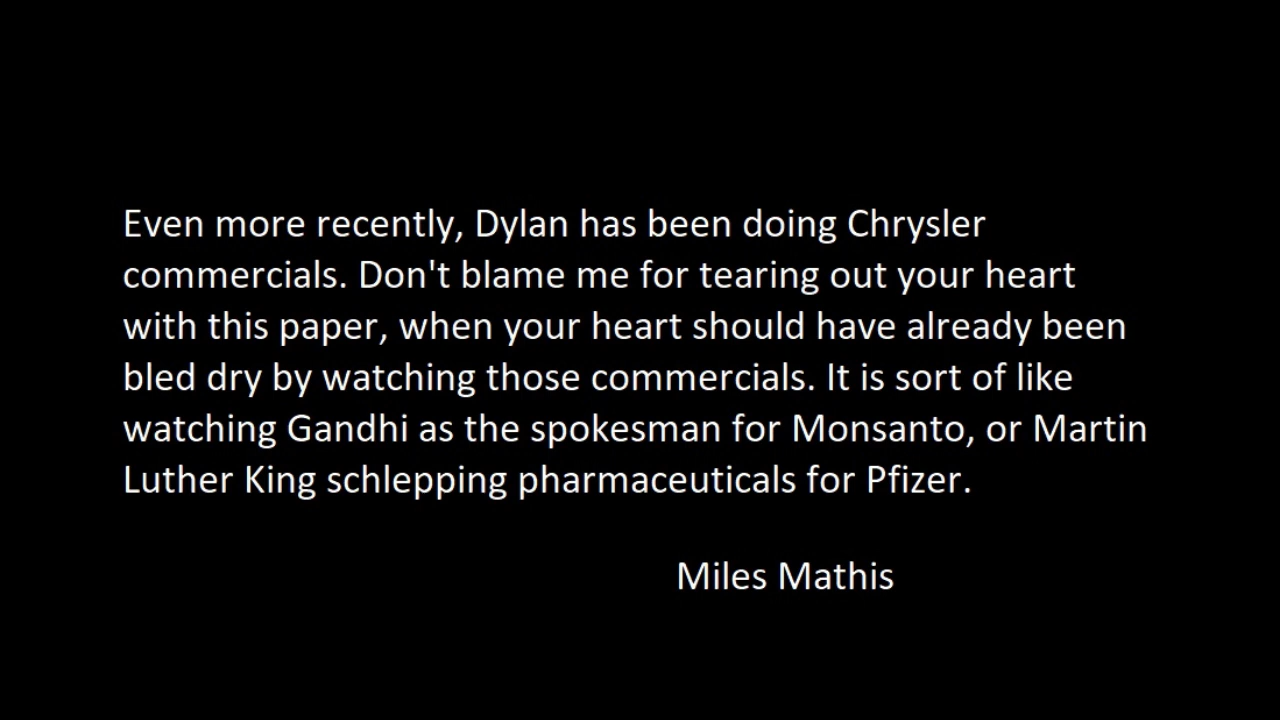 Even more recently, Dylan has been doing Chrysler
commercials. Don't blame me for tearing out your heart
with this paper, when your heart should have already been
bled dry by watching those commercials. It is sort of like
watching Gandhi as the spokesman for Monsanto, or Martin
Luther King schlepping pharmaceuticals for Pfizer.
Miles Mathis